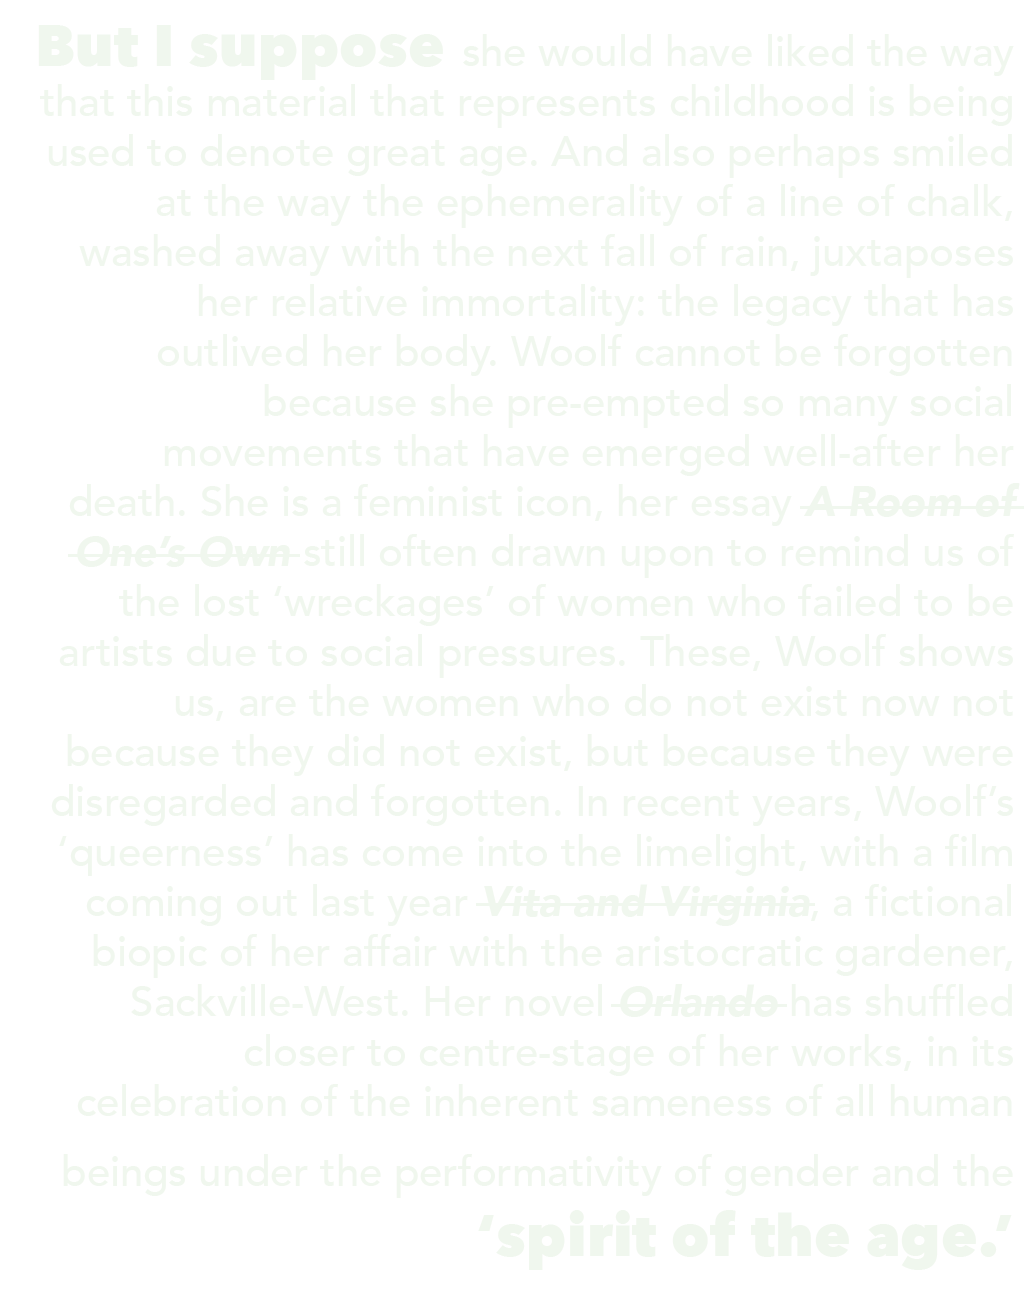 But I suppose she would have liked the way
that this material that represents childhood is being
used to denote great age. And also perhaps smiled
at the way the ephemerality of a line of chalk,
washed away with the next fall of rain, juxtaposes
her relative immortality: the legacy that has
outlived her body. Woolf cannot be forgotten
because she pre-empted so many social
movements that have emerged well-after her
death. She is a feminist icon, her essay A Room of
One’s Own still often drawn upon to remind us of
the lost ‘wreckages’ of women who failed to be
artists due to social pressures. These, Woolf shows
us, are the women who do not exist now not
because they did not exist, but because they were
disregarded and forgotten. In recent years, Woolf’s
‘queerness’ has come into the limelight, with a film
coming out last year Vita and Virginia, a fictional
biopic of her affair with the aristocratic gardener,
Sackville-West. Her novel Orlando has shuffled
closer to centre-stage of her works, in its
celebration of the inherent sameness of all human
beings under the performativity of gender and the
‘spirit of the age.’